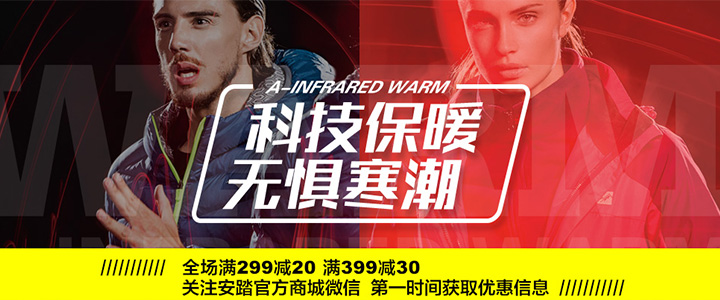 A-INFRARED WARM
科技保暖
无惧寒潮
WARM
全场满299减20 满399减30
关注安踏官方商城微信 第一时间获取优惠信息